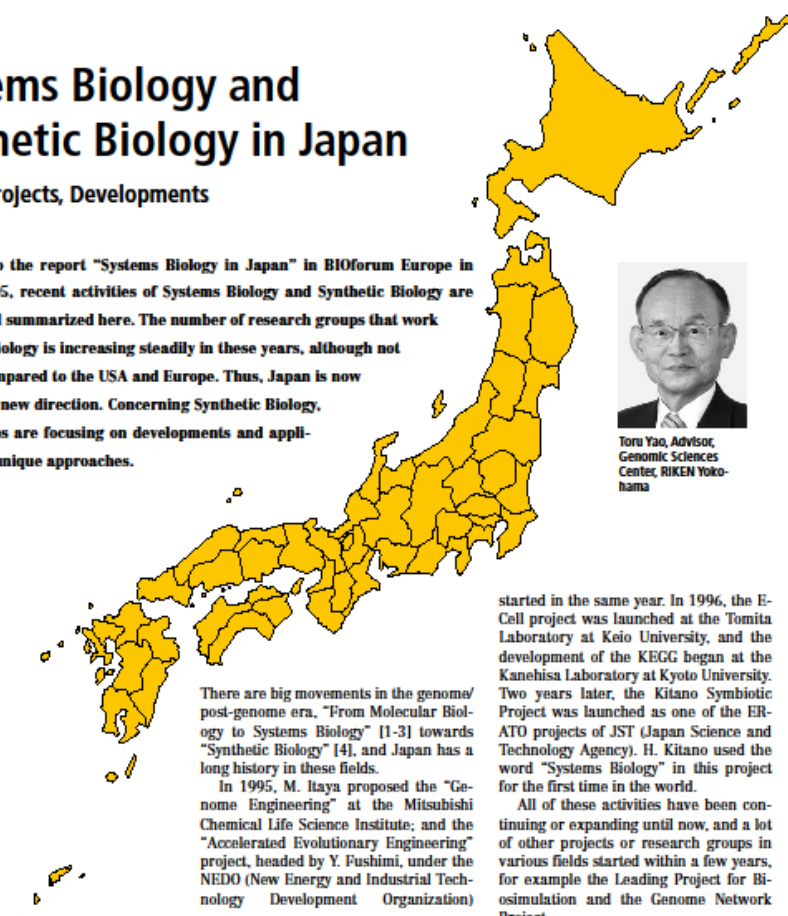 ems Biology and
hetic Biology in Japan
rojects, Developments
o the report “Systems Biology in Japan” in BIOforum Europe in
5, recent activities of Systems Biology and Synthetic Biology are
l summarized here. The number of research groups that work
iology is increasing steadily in these years, although not
mpared to the USA and Europe. Thus, Japan is now
new direction. Concerning Synthetic Biology,
os are focusing on developments and appli-
unique approaches.
Toru Yao, Advisor,
Genomic Sciences
Center, RIKEN Yoko-
hama
There are big movements in the genome/
post-genome era, “From Molecular Biol-
ogy to Systems Biology” [1-3] towards
“Synthetic Biology” [4], and Japan has a
long history in these fields.
In 1995, M. Itaya proposed the “Ge-
nome Engineering” at the Mitsubishi
Chemical Life Science Institute; and the
“Accelerated Evolutionary Engineering”
project, headed by Y. Fushimi, under the
NEDO (New Energy and Industrial Tech-
nology Development Organization)
started in the same year. In 1996, the E-
Cell project was launched at the Tomita
Laboratory at Keio University, and the
development of the KEGG began at the
Kanehisa Laboratory at Kyoto University.
Two years later, the Kitano Symbiotic
Project was launched as one of the ER-
ATO projects of JST (Japan Science and
Technology Agency). H. Kitano used the
word “Systems Biology” in this project
for the first time in the world.
All of these activities have been con-
tinuing or expanding until now, and a lot
of other projects or research groups in
various fields started within a few years,
for example the Leading Project for Bi-
osimulation and the Genome Network
Project